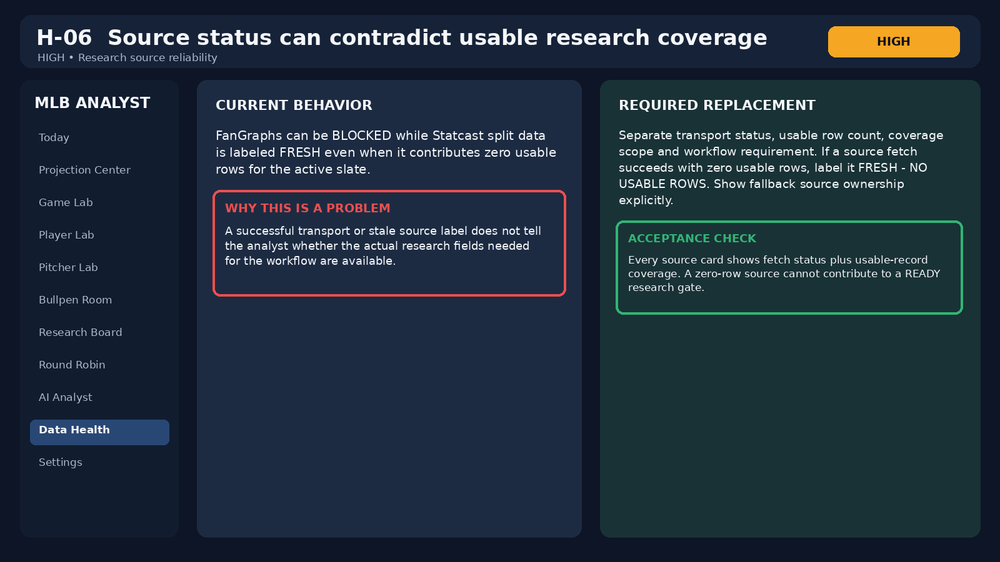 H-06  Source status can contradict usable research coverage
HIGH • Research source reliability
HIGH
MLB ANALYST
Today
Projection Center
Game Lab
Player Lab
Pitcher Lab
Bullpen Room
Research Board
Round Robin
AI Analyst
Data Health
Settings
CURRENT BEHAVIOR
FanGraphs can be BLOCKED while Statcast split data
is labeled FRESH even when it contributes zero usable
rows for the active slate.
WHY THIS IS A PROBLEM
A successful transport or stale source label does not tell
the analyst whether the actual research fields needed
for the workflow are available.
REQUIRED REPLACEMENT
Separate transport status, usable row count, coverage
scope and workflow requirement. If a source fetch
succeeds with zero usable rows, label it FRESH - NO
USABLE ROWS. Show fallback source ownership
explicitly.
ACCEPTANCE CHECK
Every source card shows fetch status plus usable-record
coverage. A zero-row source cannot contribute to a READY
research gate.